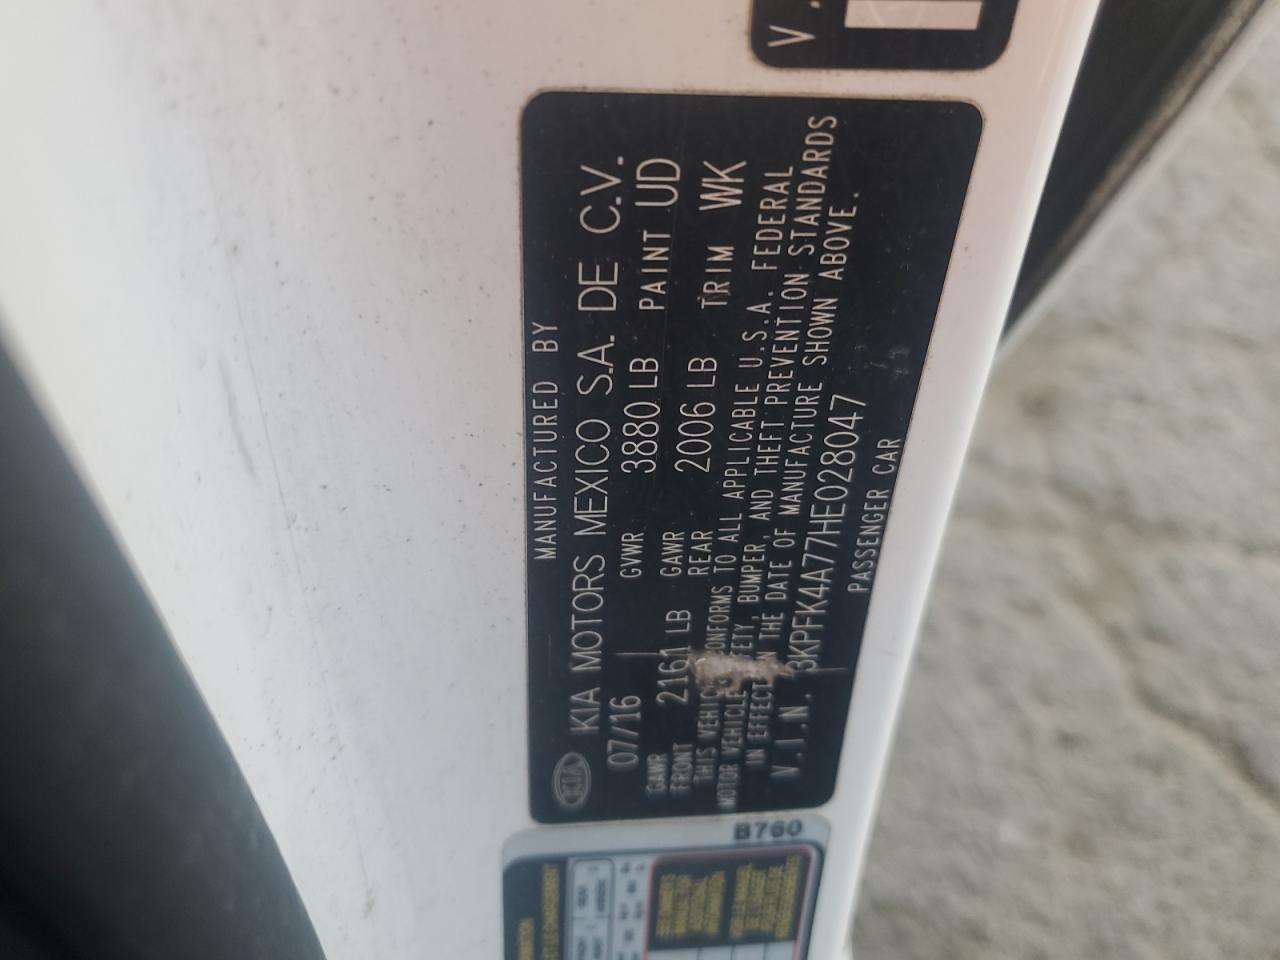 V.
MANUFACTURED BY
KIA KIA MOTORS MEXICO S.A. DE C.V.
07/16 GVWR 3880 LB PAINT UD
GAWR FRONT 2161 LB GAWR REAR 2006 LB TRIM WK
THIS VEHICLE CONFORMS TO ALL APPLICABLE U.S.A. FEDERAL
MOTOR VEHICLE SAFETY, BUMPER, AND THEFT PREVENTION STANDARDS
IN EFFECT ON THE DATE OF MANUFACTURE SHOWN ABOVE.
V.I.N. 3KPFK4A77HE028047
PASSENGER CAR
B760